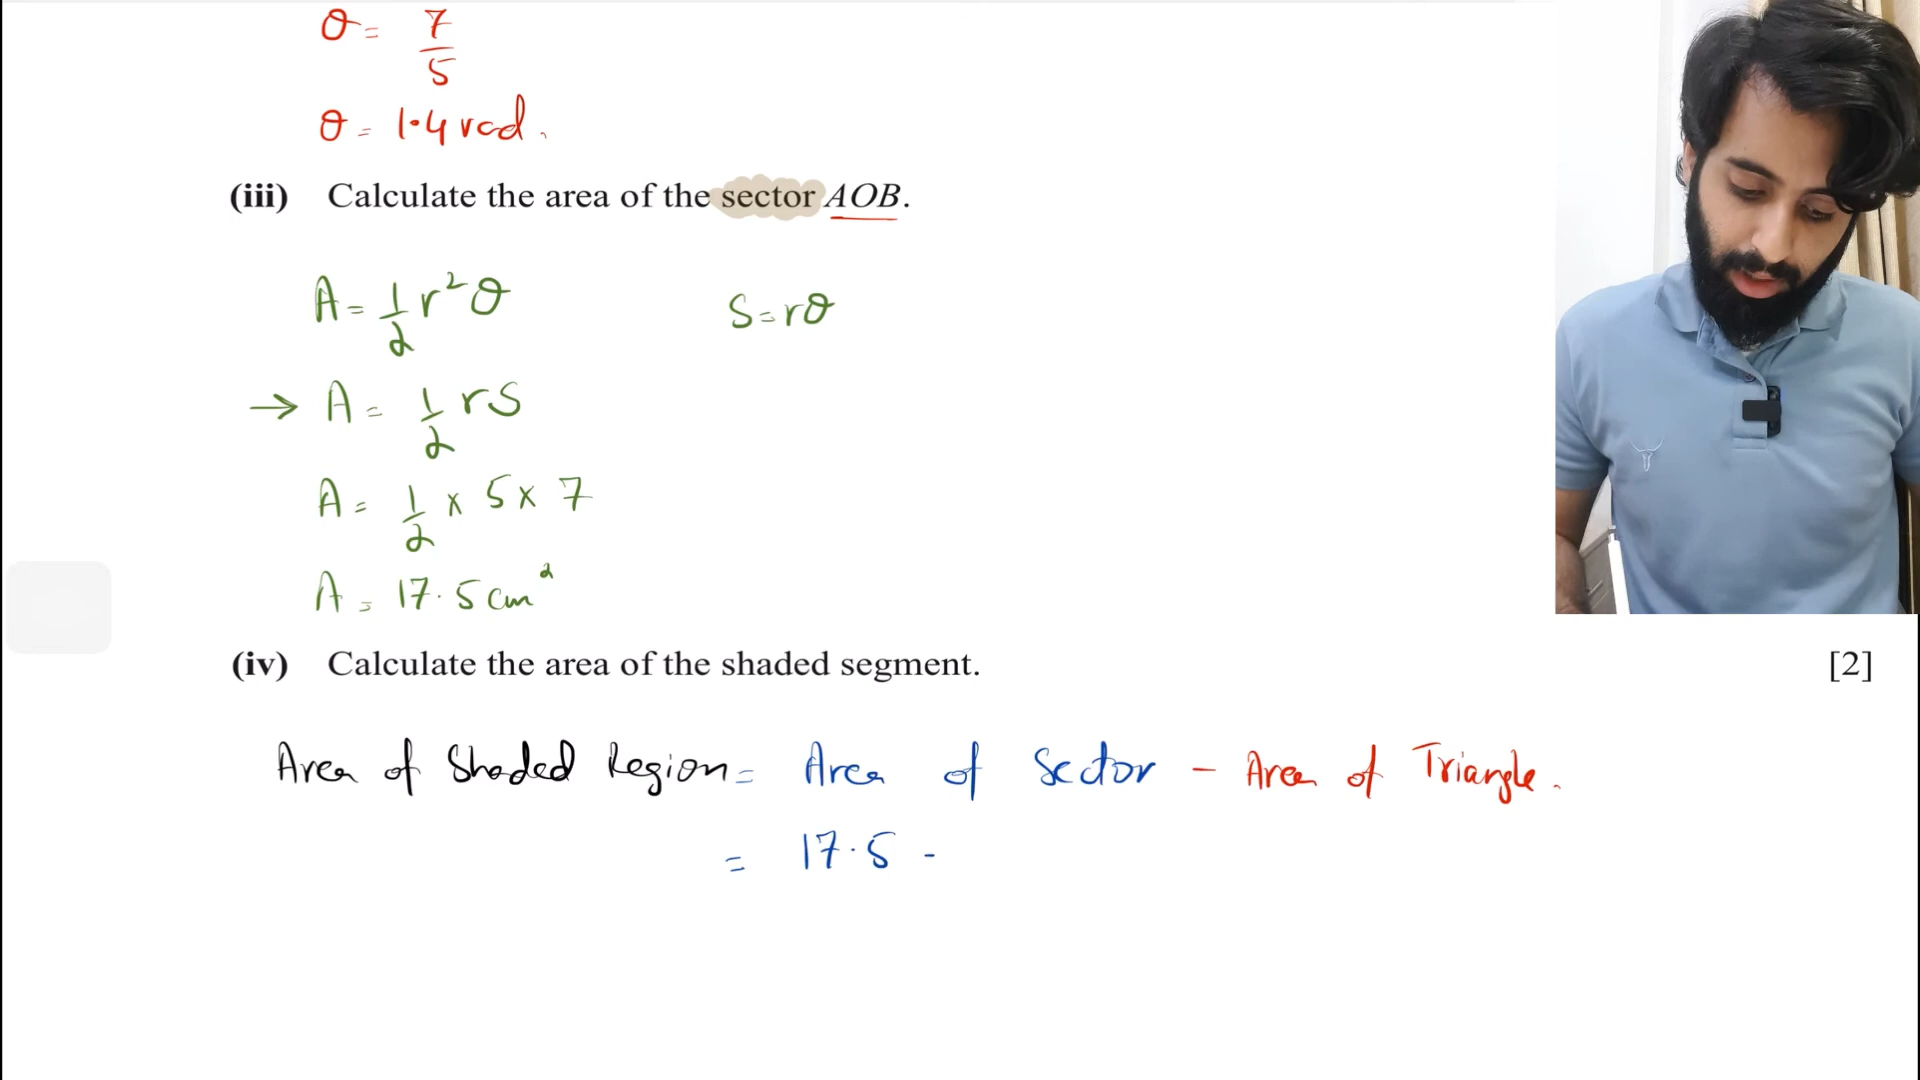 θ = 7/5
θ = 1.4 rad.
(iii) Calculate the area of the sector AOB.
A = 1/2 r²θ S = rθ
→ A = 1/2 rS
A = 1/2 × 5 × 7
A = 17.5 cm²
(iv) Calculate the area of the shaded segment. [2]
Area of Shaded Region = Area of Sector - Area of Triangle.
= 17.5 -